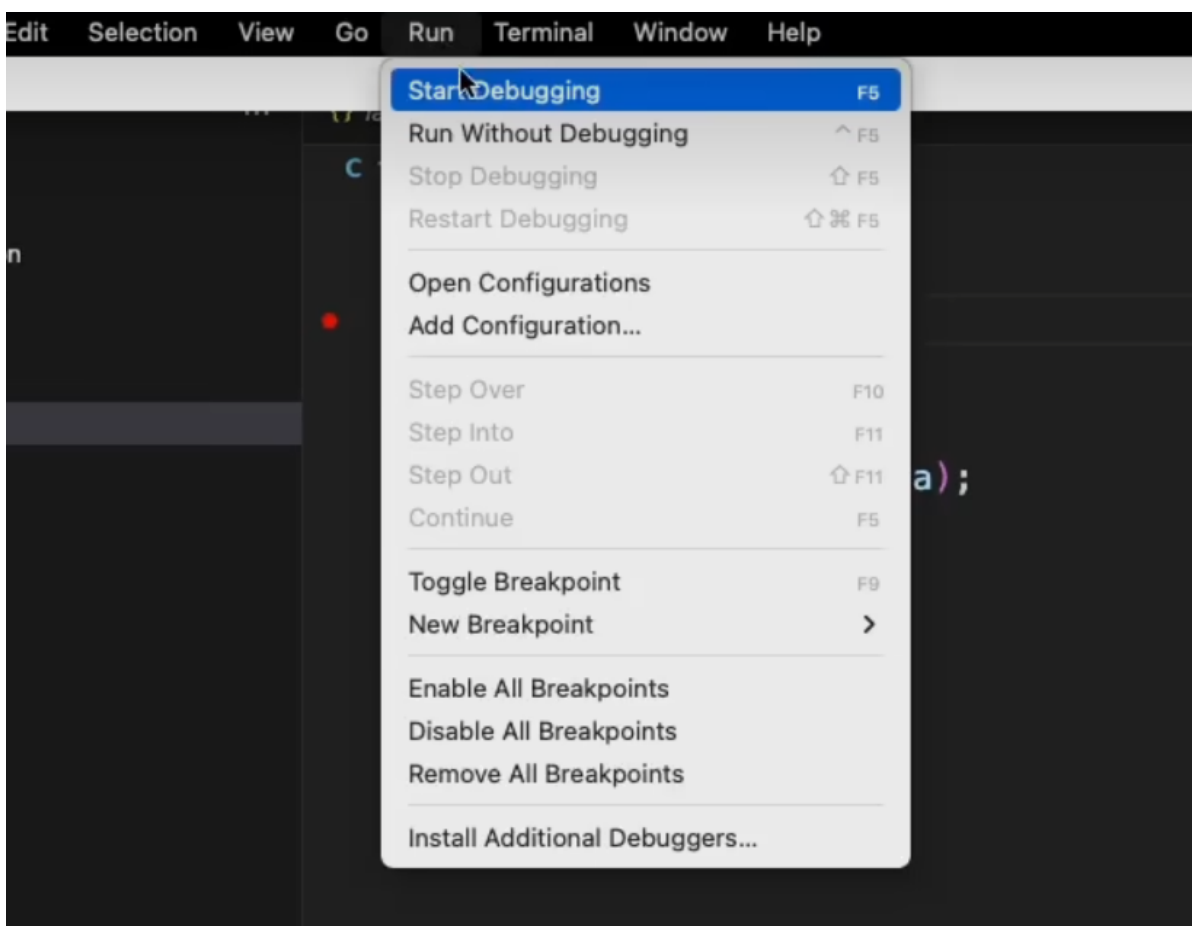 Edit Selection View Go Run Terminal Window Help
Start Debugging F5
Run Without Debugging ^ F5
Stop Debugging ⇧ F5
Restart Debugging ⇧ ⌘ F5
n
Open Configurations
Add Configuration...
Step Over F10
Step Into F11
Step Out ⇧ F11
a);
Continue F5
Toggle Breakpoint F9
New Breakpoint >
Enable All Breakpoints
Disable All Breakpoints
Remove All Breakpoints
Install Additional Debuggers...